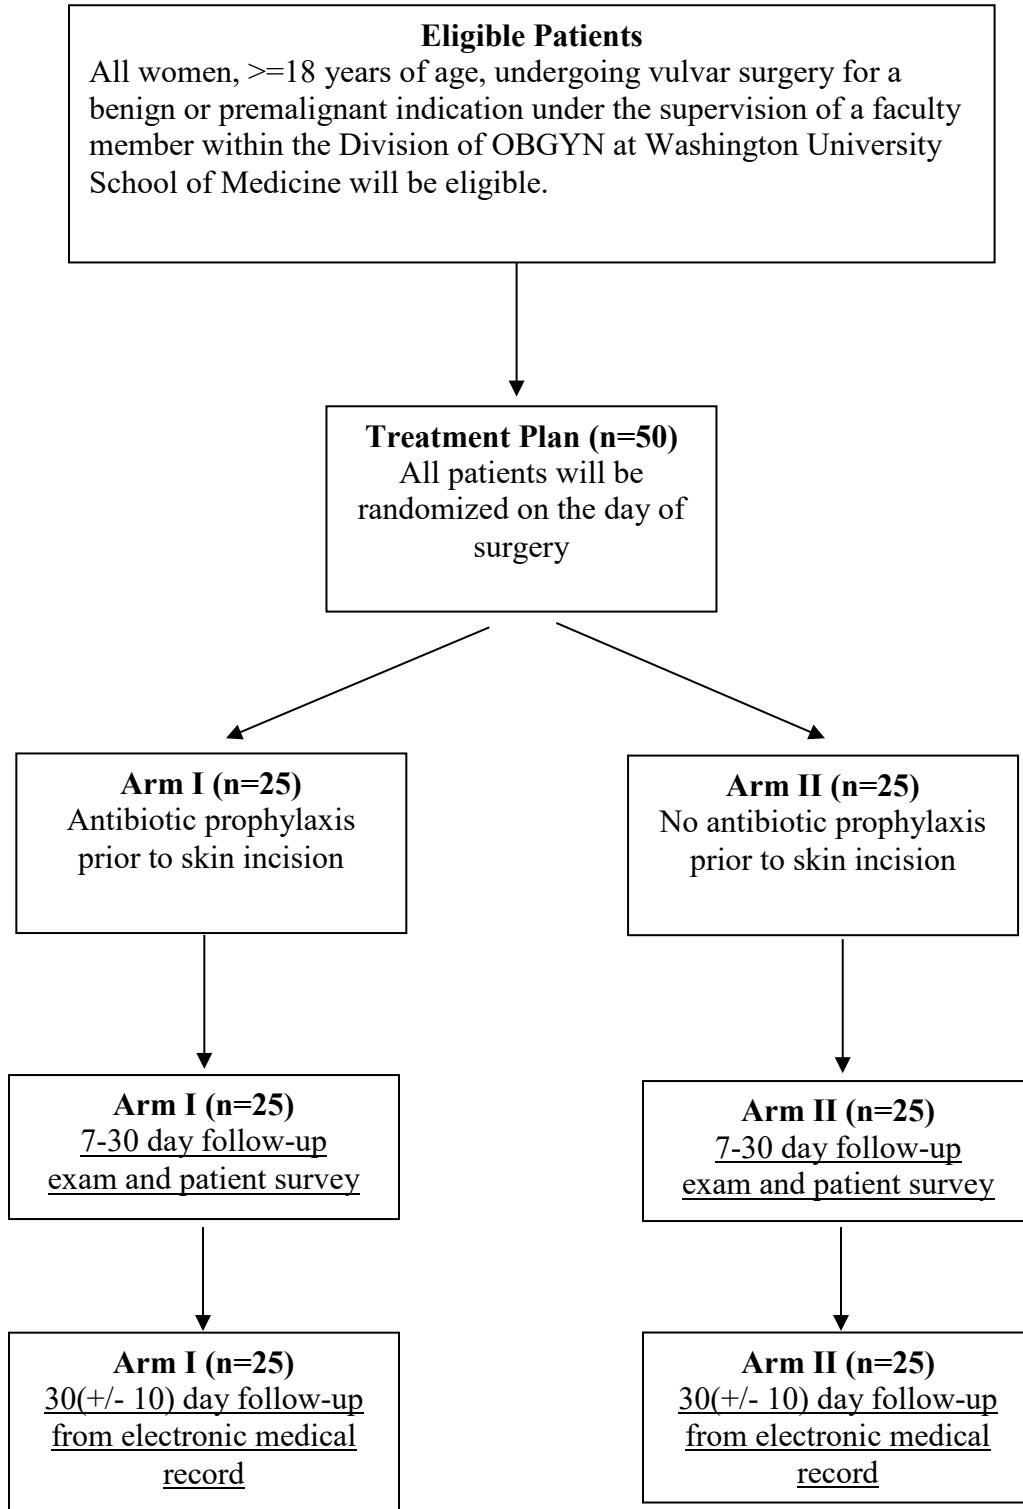 Eligible Patients
All women, >=18 years of age, undergoing vulvar surgery for a
benign or premalignant indication under the supervision of a faculty
member within the Division of OBGYN at Washington University
School of Medicine will be eligible.
Treatment Plan (n=50)
All patients will be
randomized on the day of
surgery
Arm I (n=25)
Antibiotic prophylaxis
prior to skin incision
Arm II (n=25)
No antibiotic prophylaxis
prior to skin incision
Arm I (n=25)
7-30 day follow-up
exam and patient survey
Arm II (n=25)
7-30 day follow-up
exam and patient survey
Arm I (n=25)
30(+/- 10) day follow-up
from electronic medical
record
Arm II (n=25)
30(+/- 10) day follow-up
from electronic medical
record